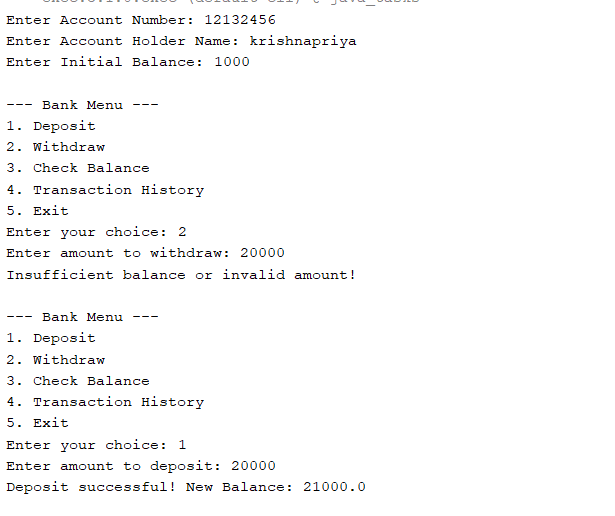 Enter Account Number: 12132456
Enter Account Holder Name: krishnapriya
Enter Initial Balance: 1000
--- Bank Menu ---
1. Deposit
2. Withdraw
3. Check Balance
4. Transaction History
5. Exit
Enter your choice: 2
Enter amount to withdraw: 20000
Insufficient balance or invalid amount!
--- Bank Menu ---
1. Deposit
2. Withdraw
3. Check Balance
4. Transaction History
5. Exit
Enter your choice: 1
Enter amount to deposit: 20000
Deposit successful! New Balance: 21000.0